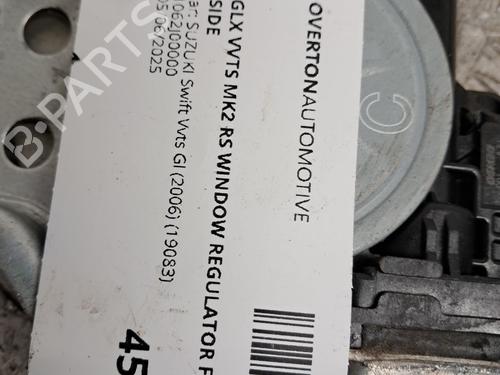 OVERTONAUTOMOTIVE
GLX VVTS MK2 RS WINDOW REGULATOR F
SIDE
ar: SUZUKI Swift Vvts Gl (2006) (19083)
062J00000
05/06/2025
45
C
B-PARTS